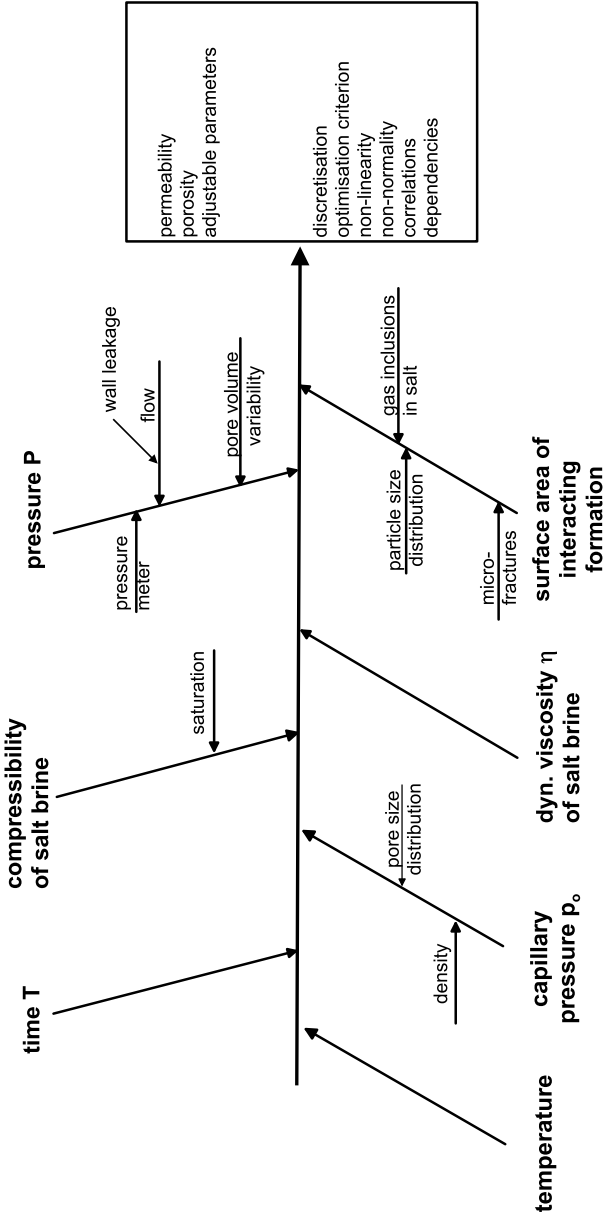 time T
compressibility
of salt brine
saturation
pressure P
pressure
meter
wall leakage
flow
pore volume
variability
permeability
porosity
adjustable parameters
discretisation
optimisation criterion
non-linearity
non-normality
correlations
dependencies
temperature
capillary
pressure pₒ
density
pore size
distribution
dyn. viscosity η
of salt brine
surface area of
interacting
formation
micro-
fractures
particle size
distribution
gas inclusions
in salt